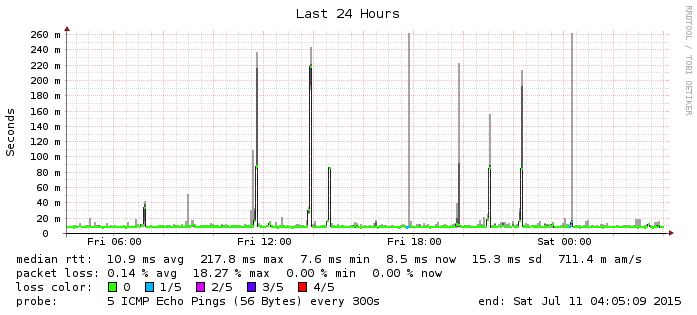 Last 24 Hours
RRDTOOL / TOBI OETIKER
Seconds
260 m
240 m
220 m
200 m
180 m
160 m
140 m
120 m
100 m
80 m
60 m
40 m
20 m
0
Fri 06:00 Fri 12:00 Fri 18:00 Sat 00:00
median rtt: 10.9 ms avg 217.8 ms max 7.6 ms min 8.5 ms now 15.3 ms sd 711.4 m am/s
packet loss: 0.14 % avg 18.27 % max 0.00 % min 0.00 % now
loss color: 0 1/5 2/5 3/5 4/5
probe: 5 ICMP Echo Pings (56 Bytes) every 300s end: Sat Jul 11 04:05:09 2015